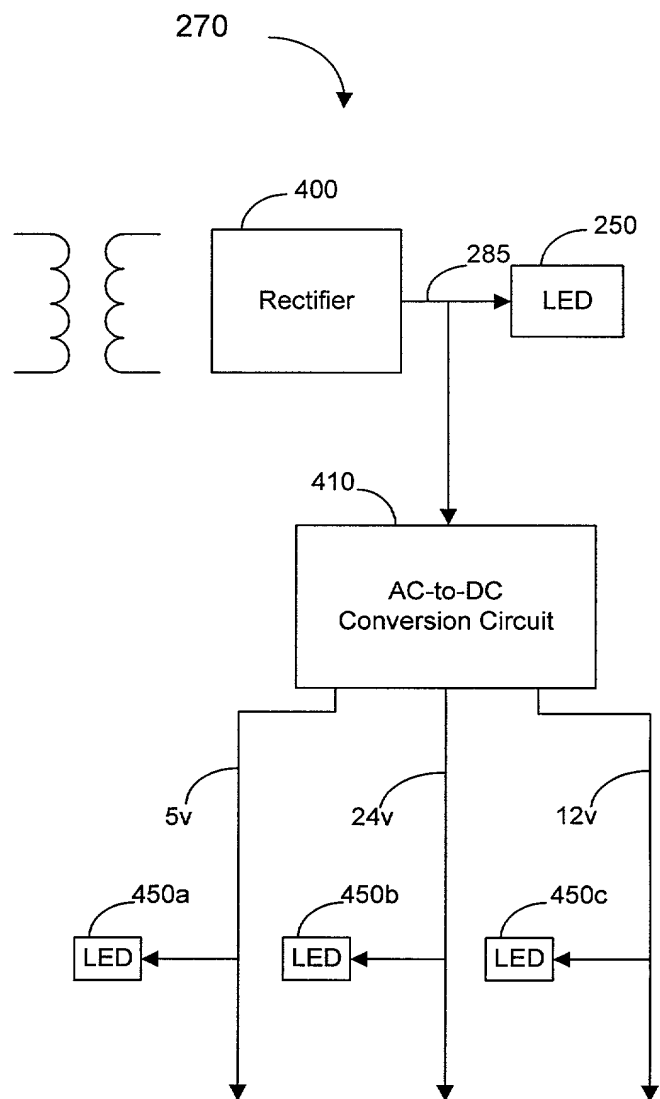 270
400
Rectifier
285
250
LED
410
AC-to-DC
Conversion Circuit
5v
24v
12v
450a
LED
450b
LED
450c
LED